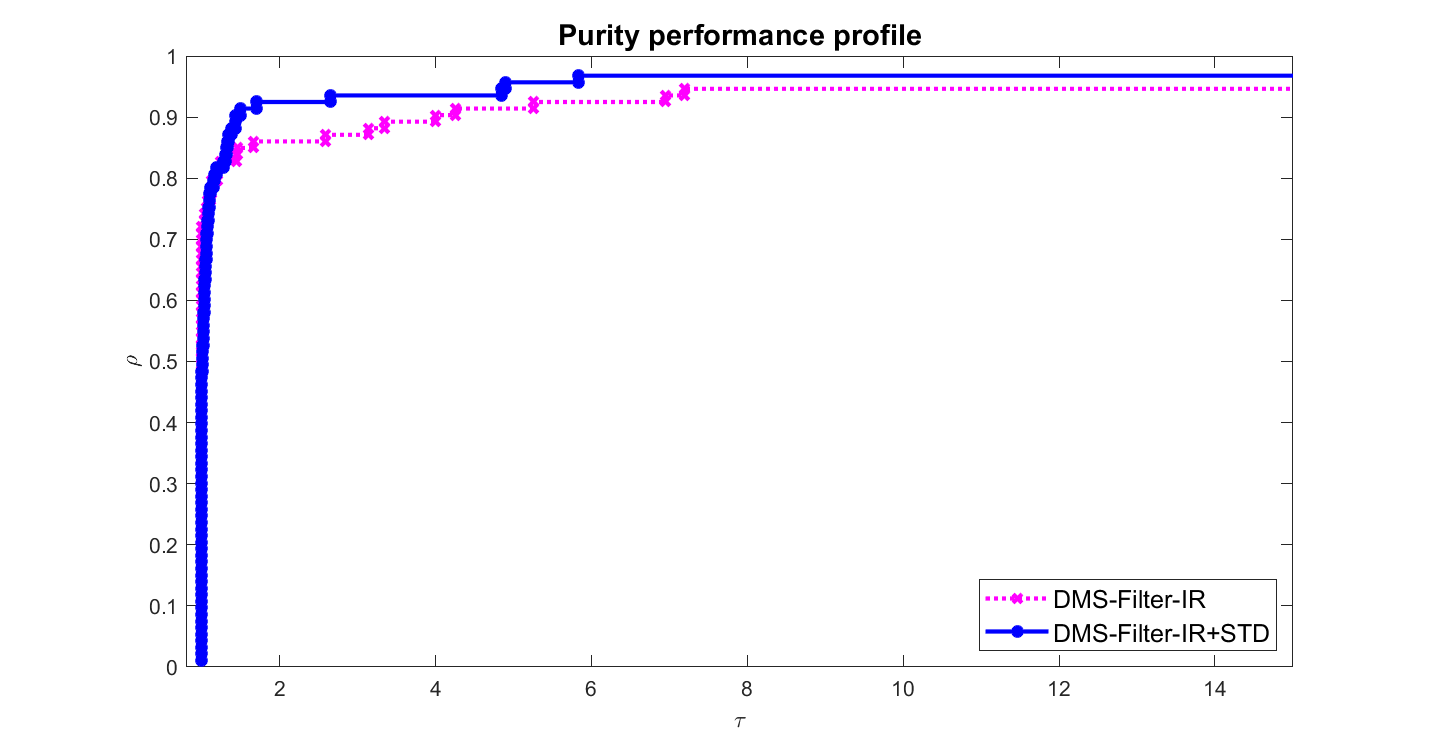 Purity performance profile
1
0.9
0.8
0.7
0.6
0.5
0.4
0.3
0.2
0.1
0
ρ
2 4 6 8 10 12 14
τ
DMS-Filter-IR
DMS-Filter-IR+STD